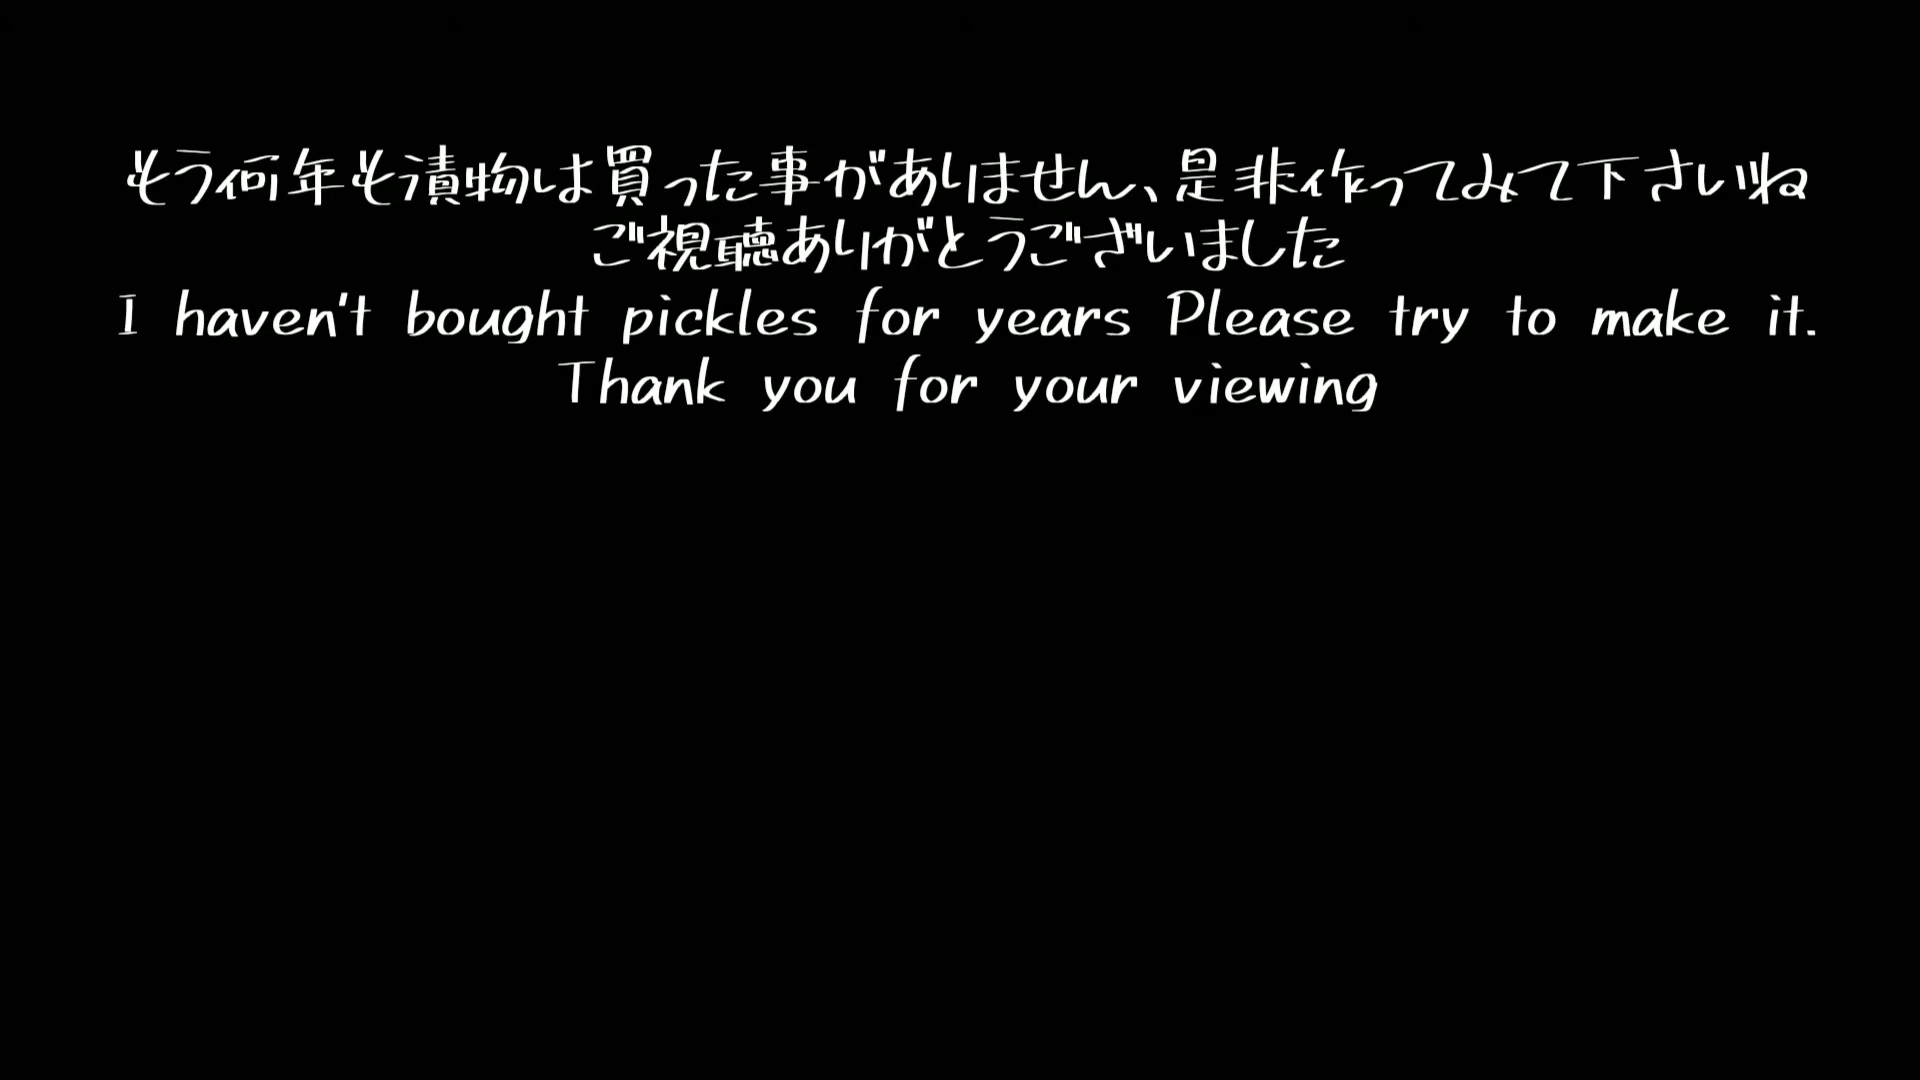 もう何年も漬物は買った事がありません、是非作ってみて下さいね
ご視聴ありがとうございました
I haven't bought pickles for years Please try to make it.
Thank you for your viewing